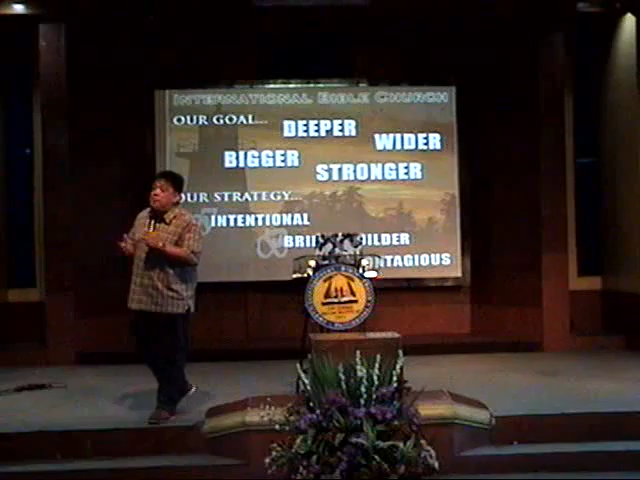 INTERNATIONAL BIBLE CHURCH
OUR GOAL...
DEEPER
WIDER
BIGGER
STRONGER
OUR STRATEGY...
INTENTIONAL